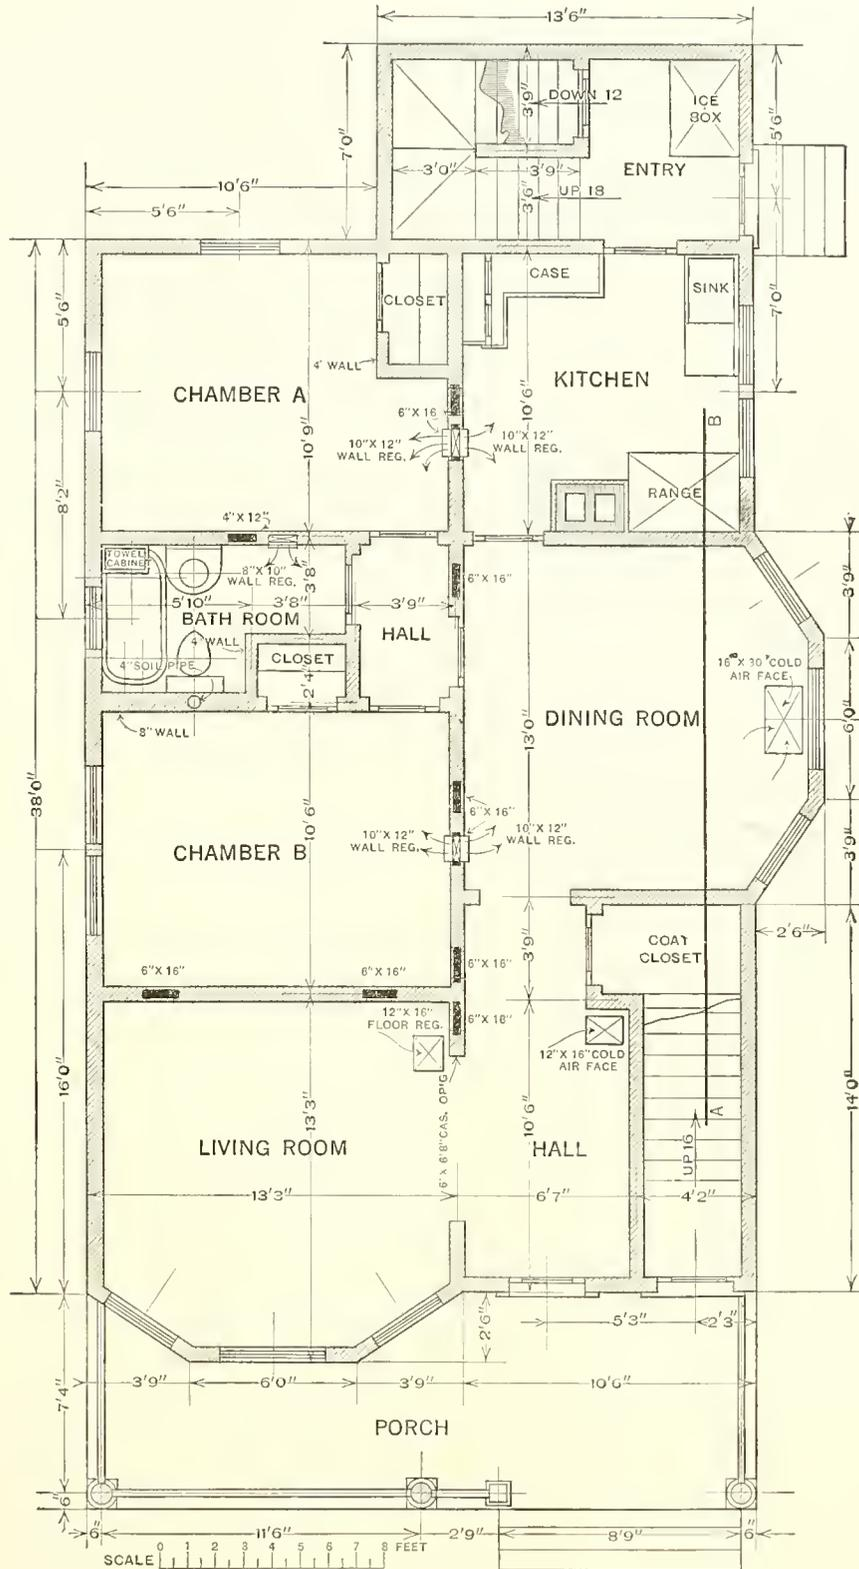 13'6"
3'9"
DOWN 12
ICE
BOX
5'6"
7'0"
3'0"
3'9"
ENTRY
10'6"
3'6"
UP 18
5'6"
5'6"
CLOSET
CASE
SINK
7'0"
4" WALL
CHAMBER A
KITCHEN
10'9"
10'6"
6"X 16
B
10"X 12"
WALL REG.
10"X 12"
WALL REG.
8'2"
4"X 12"
RANGE
TOWEL
CABINET
8"X 10"
WALL REG.
3'8"
6"X 16"
3'9"
5'10"
3'8"
3'9"
BATH ROOM
HALL
4" WALL
4" SOIL PIPE
CLOSET
2'4"
16" X 30" COLD
AIR FACE
8" WALL
DINING ROOM
13'0"
6'0"
38'0"
6"X 16"
10"X 12"
WALL REG.
10"X 12"
WALL REG.
CHAMBER B
10'6"
3'9"
3'9"
COAT
CLOSET
2'6"
6"X 16"
6"X 16"
6"X 16"
12"X 16"
FLOOR REG.
6"X 16"
12"X 16" COLD
AIR FACE
16'0"
14'0"
6' X 6'8" CAS. OP'G
10'6"
A
LIVING ROOM
13'3"
HALL
UP 16
13'3"
6'7"
4'2"
2'6"
5'3"
2'3"
3'9"
6'0"
3'9"
10'6"
7'4"
PORCH
6"
6"
11'6"
2'9"
8'9"
6"
SCALE 0 1 2 3 4 5 6 7 8 FEET